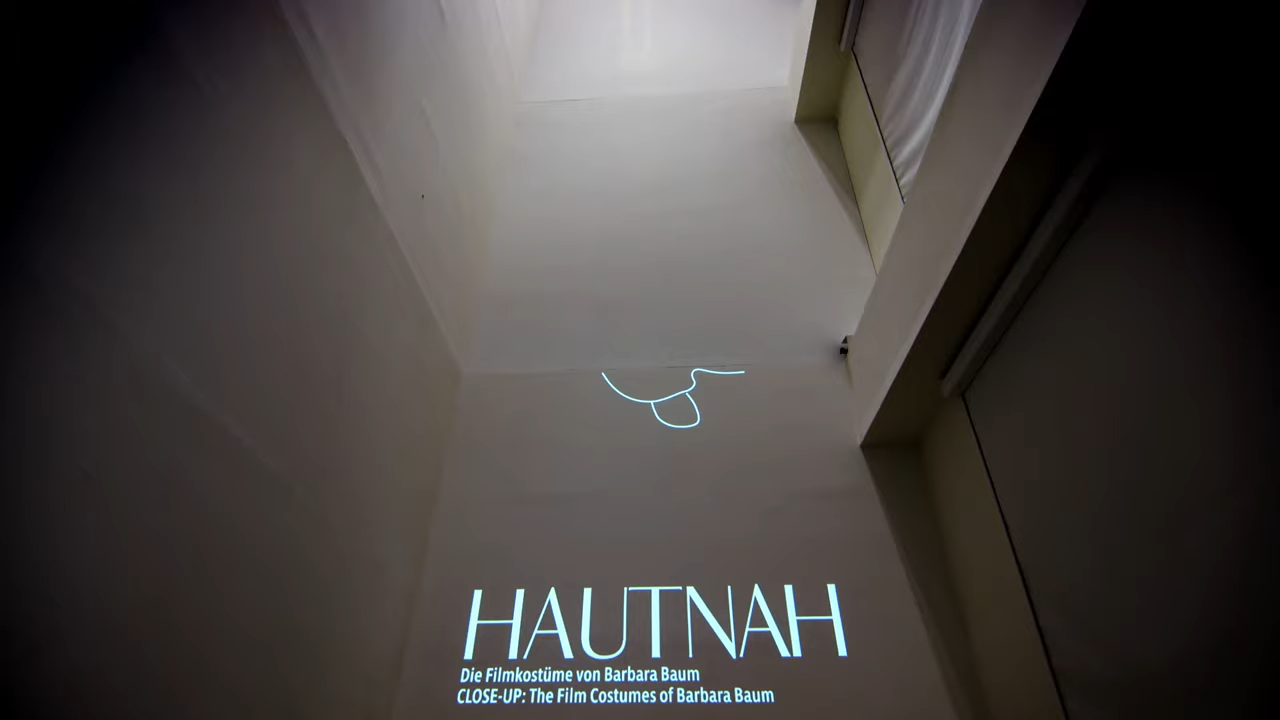 HAUTNAH
Die Filmkostüme von Barbara Baum
CLOSE-UP: The Film Costumes of Barbara Baum